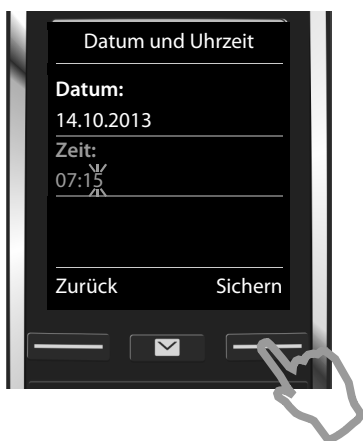 Datum und Uhrzeit
Datum:
14.10.2013
Zeit:
07:15
Zurück Sichern